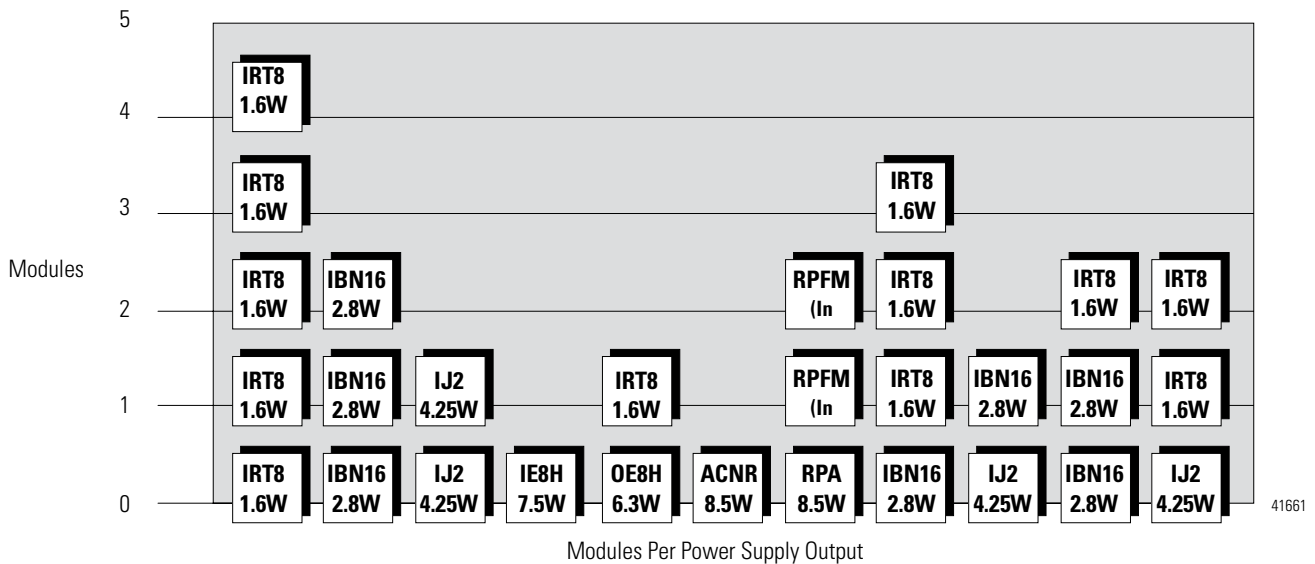 5
IRT8
1.6W
4
IRT8 IRT8
1.6W 1.6W
3
Modules
IRT8 IBN16 RPFM IRT8 IRT8 IRT8
1.6W 2.8W (In 1.6W 1.6W 1.6W
2
IRT8 IBN16 IJ2 IRT8 RPFM IRT8 IBN16 IBN16 IRT8
1.6W 2.8W 4.25W 1.6W (In 1.6W 2.8W 2.8W 1.6W
1
IRT8 IBN16 IJ2 IE8H OE8H ACNR RPA IBN16 IJ2 IBN16 IJ2
1.6W 2.8W 4.25W 7.5W 6.3W 8.5W 8.5W 2.8W 4.25W 2.8W 4.25W
0
41661
Modules Per Power Supply Output